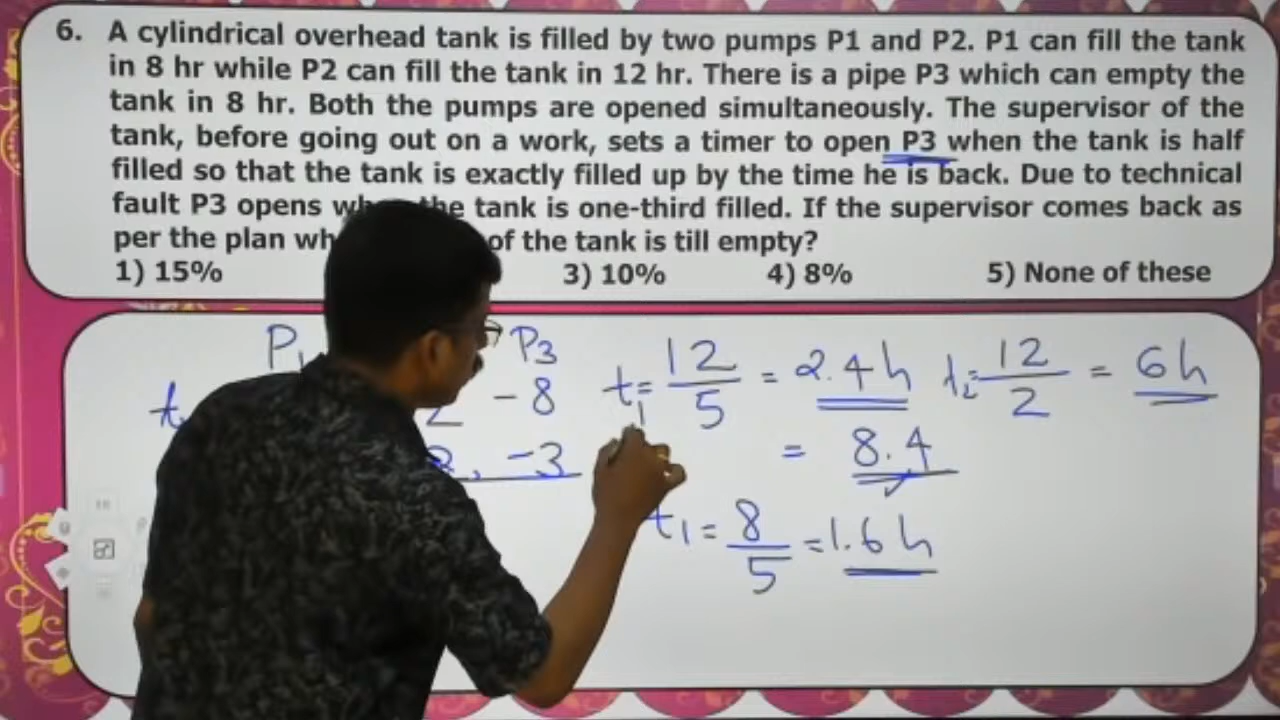 6. A cylindrical overhead tank is filled by two pumps P1 and P2. P1 can fill the tank
in 8 hr while P2 can fill the tank in 12 hr. There is a pipe P3 which can empty the
tank in 8 hr. Both the pumps are opened simultaneously. The supervisor of the
tank, before going out on a work, sets a timer to open P3 when the tank is half
filled so that the tank is exactly filled up by the time he is back. Due to technical
fault P3 opens the tank is one-third filled. If the supervisor comes back as
per the plan of the tank is till empty?
1) 15% 3) 10% 4) 8% 5) None of these
P₁ P₃
t -8 t₁= 12/5 = 2.4h t₂= 12/2 = 6h
-3 = 8.4
t₁ = 8/5 = 1.6h